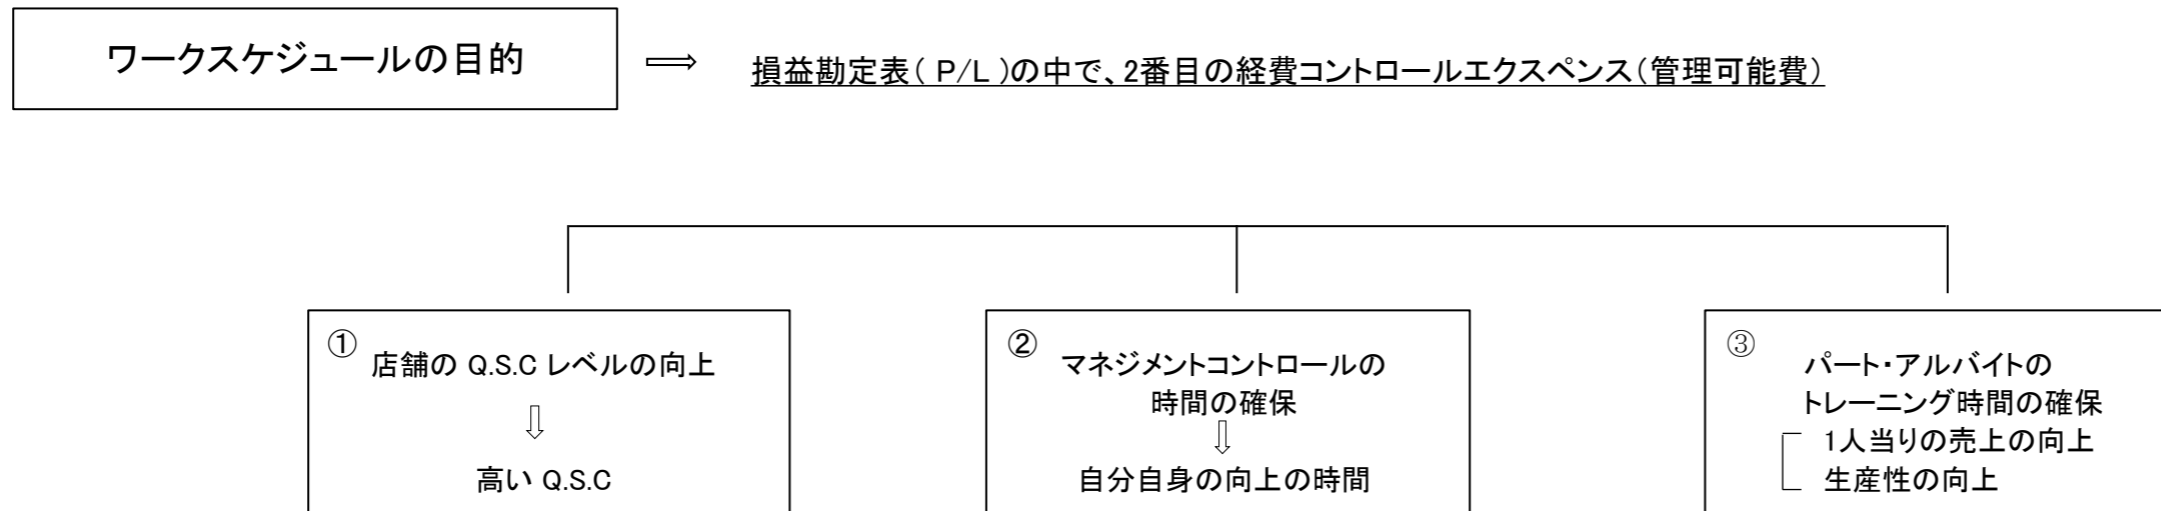 ワークスケジュールの目的
損益勘定表( P/L )の中で、2番目の経費コントロールエクスペンス(管理可能費)
①
店舗の Q.S.C レベルの向上
高い Q.S.C
②
マネジメントコントロールの
時間の確保
自分自身の向上の時間
③
パート・アルバイトの
トレーニング時間の確保
1人当りの売上の向上
生産性の向上